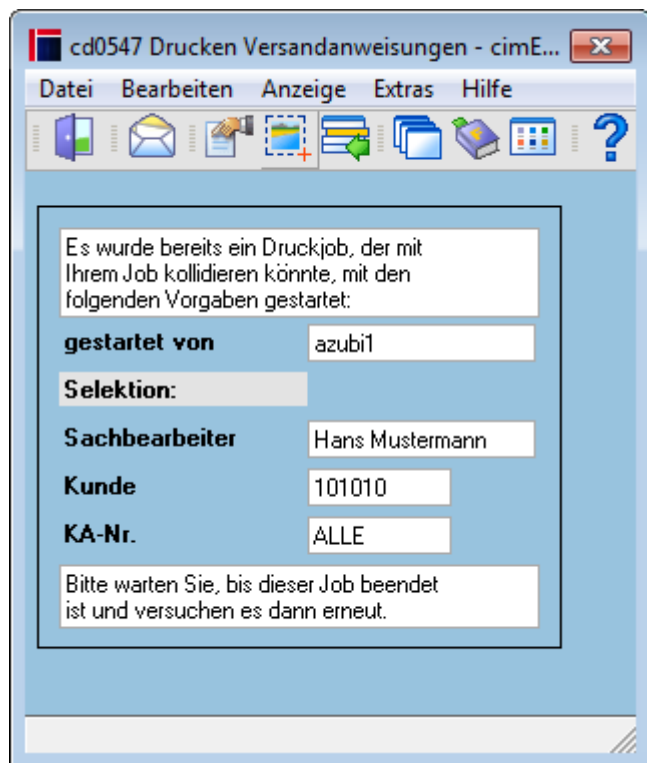 cd0547 Drucken Versandanweisungen - cimE...
Datei Bearbeiten Anzeige Extras Hilfe
Es wurde bereits ein Druckjob, der mit
Ihrem Job kollidieren könnte, mit den
folgenden Vorgaben gestartet:
gestartet von azubi1
Selektion:
Sachbearbeiter Hans Mustermann
Kunde 101010
KA-Nr. ALLE
Bitte warten Sie, bis dieser Job beendet
ist und versuchen es dann erneut.